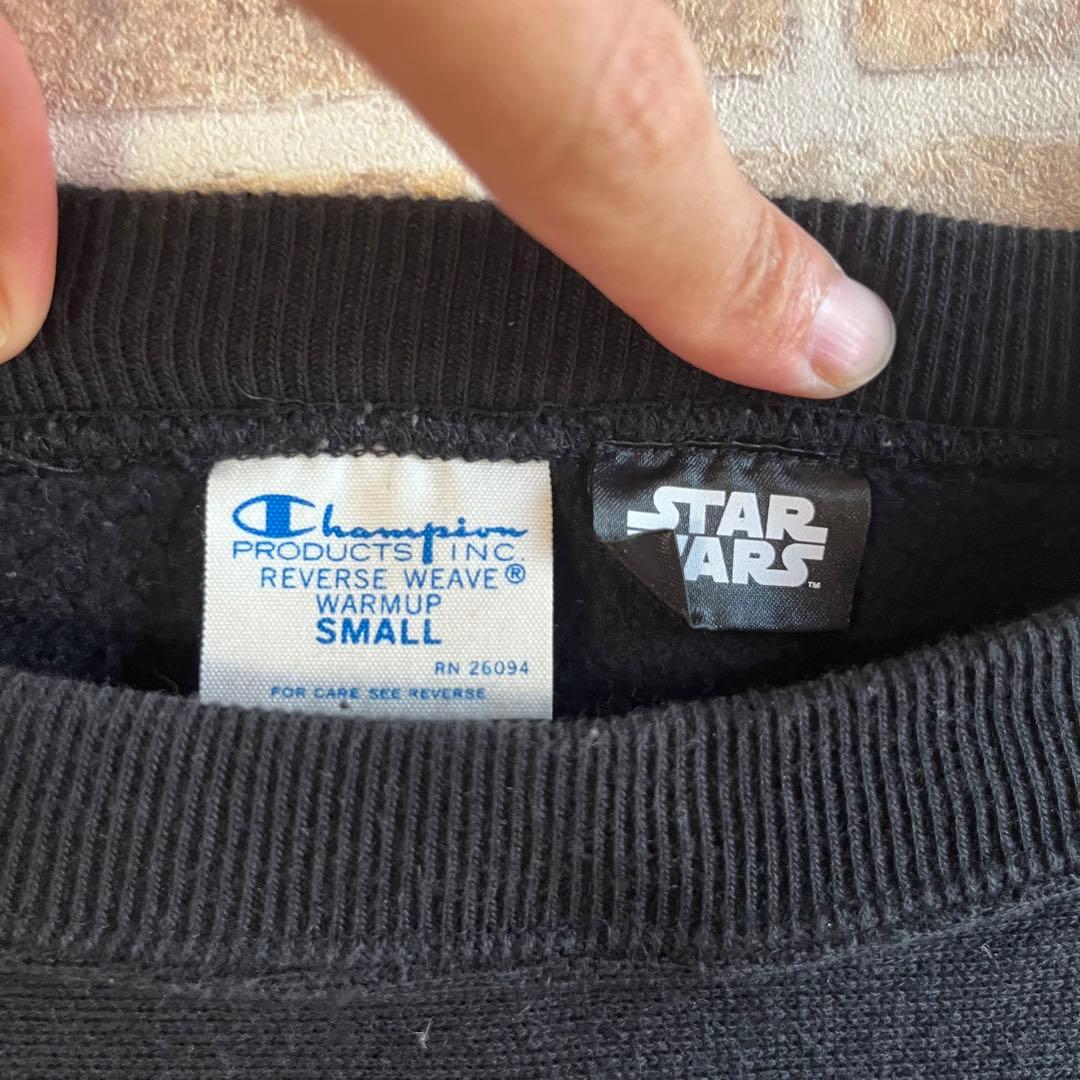 Champion
PRODUCTS INC.
REVERSE WEAVE®
WARMUP
SMALL
RN 26094
FOR CARE SEE REVERSE
STAR
WARS™